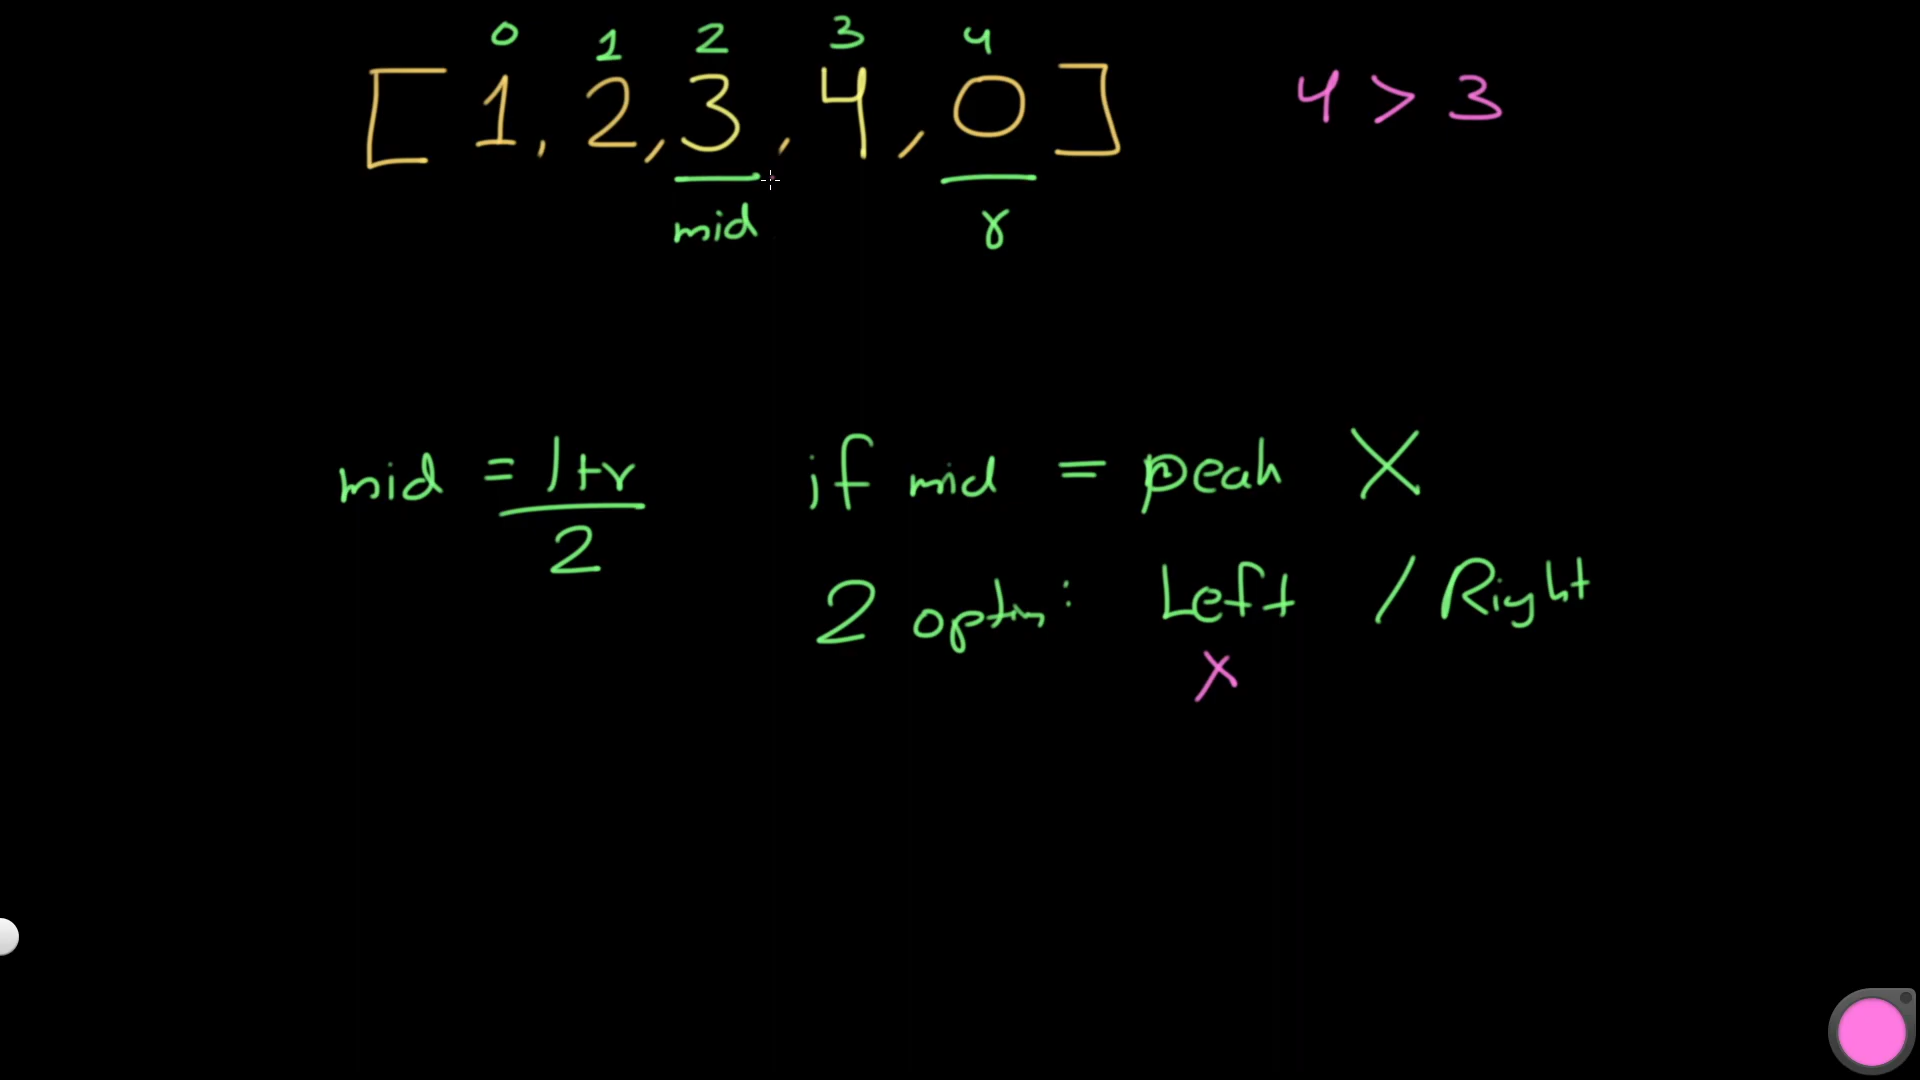 0 1 2 3 4
[ 1, 2, 3, 4, 0 ]
4 > 3
mid
r
mid = l+r
2
if mid = peak X
2 optin: Left / Right
X